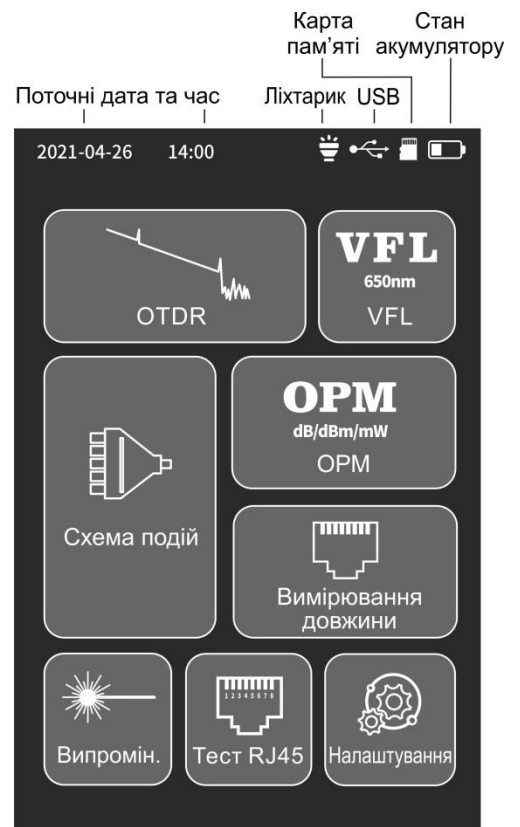 Карта
пам’яті
Стан
акумулятору
Поточні дата та час
Ліхтарик
USB
2021-04-26
14:00
OTDR
VFL
650nm
VFL
OPM
dB/dBm/mW
OPM
Схема подій
Вимірювання
довжини
Випромін.
12345678
Тест RJ45
Налаштування